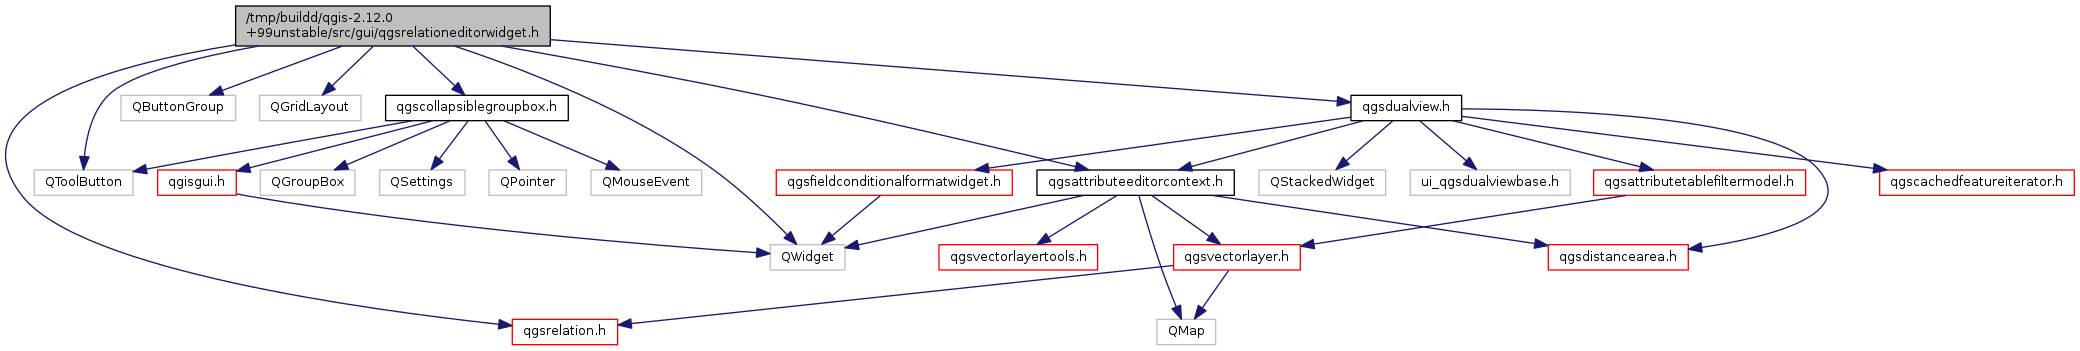 /tmp/buildd/qgis-2.12.0
+99unstable/src/gui/qgsrelationeditorwidget.h
QButtonGroup
QGridLayout
qgscollapsiblegroupbox.h
qgsdualview.h
QToolButton
qgisgui.h
QGroupBox
QSettings
QPointer
QMouseEvent
qgsfieldconditionalformatwidget.h
qgsattributeeditorcontext.h
QStackedWidget
ui_qgsdualviewbase.h
qgsattributetablefiltermodel.h
qgscachedfeatureiterator.h
QWidget
qgsvectorlayertools.h
qgsvectorlayer.h
qgsdistancearea.h
qgsrelation.h
QMap